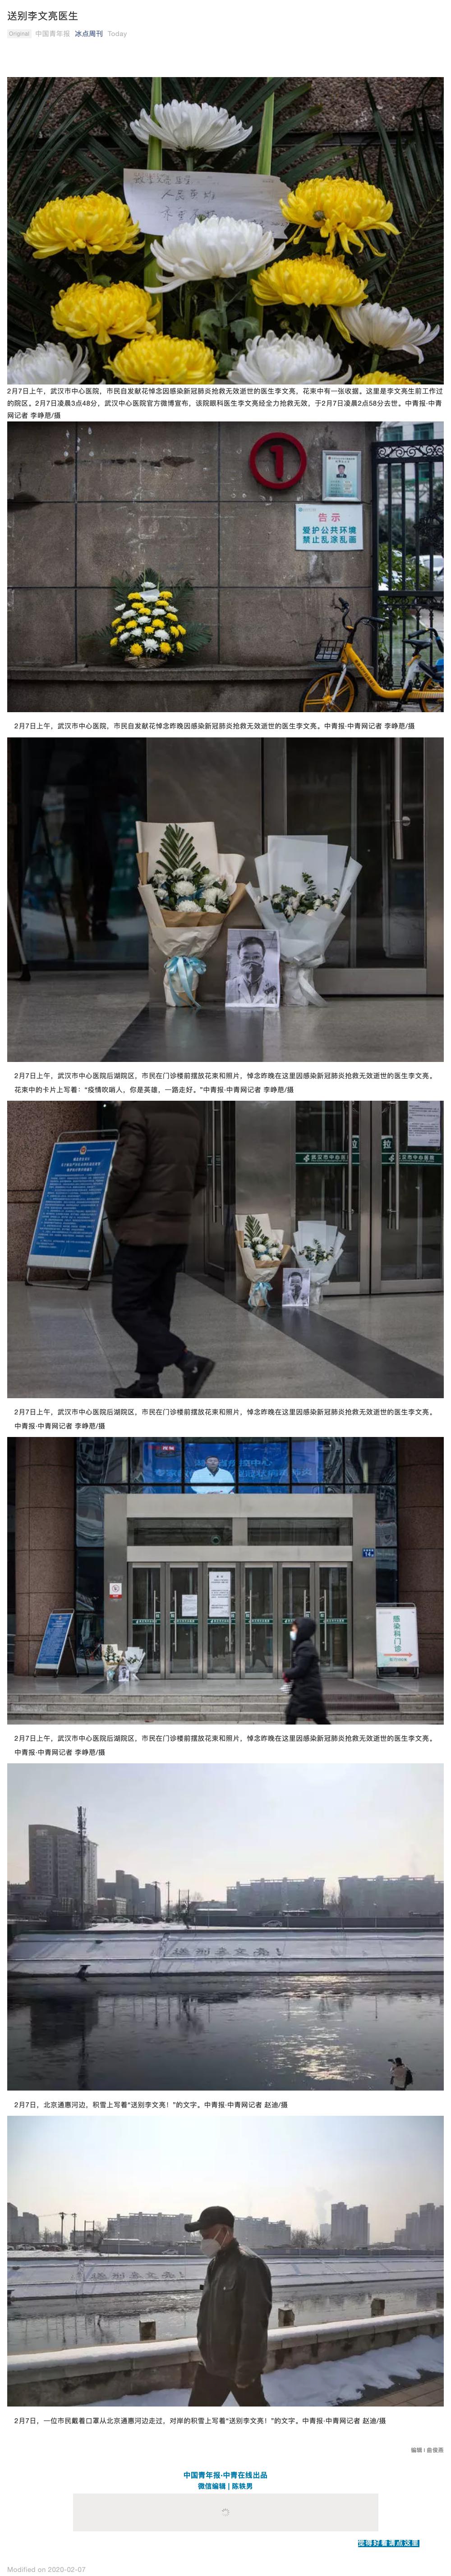 送别李文亮医生
Original 中国青年报 冰点周刊 Today
2月7日上午，武汉市中心医院，市民自发献花悼念因感染新冠肺炎抢救无效逝世的医生李文亮，花束中有一张收据。这里是李文亮生前工作过
的院区。2月7日凌晨3点48分，武汉中心医院官方微博宣布，该院眼科医生李文亮经全力抢救无效，于2月7日凌晨2点58分去世。中青报·中青
网记者 李峥苨/摄
1
告示
爱护公共环境
禁止乱涂乱画
2月7日上午，武汉市中心医院，市民自发献花悼念昨晚因感染新冠肺炎抢救无效逝世的医生李文亮。中青报·中青网记者 李峥苨/摄
2月7日上午，武汉市中心医院后湖院区，市民在门诊楼前摆放花束和照片，悼念昨晚在这里因感染新冠肺炎抢救无效逝世的医生李文亮。
花束中的卡片上写着：“疫情吹哨人，你是英雄，一路走好。”中青报·中青网记者 李峥苨/摄
2月7日上午，武汉市中心医院后湖院区，市民在门诊楼前摆放花束和照片，悼念昨晚在这里因感染新冠肺炎抢救无效逝世的医生李文亮。
中青报·中青网记者 李峥苨/摄
感染科门诊
2月7日上午，武汉市中心医院后湖院区，市民在门诊楼前摆放花束和照片，悼念昨晚在这里因感染新冠肺炎抢救无效逝世的医生李文亮。
中青报·中青网记者 李峥苨/摄
送别李文亮！
2月7日，北京通惠河边，积雪上写着“送别李文亮！”的文字。中青报·中青网记者 赵迪/摄
2月7日，一位市民戴着口罩从北京通惠河边走过，对岸的积雪上写着“送别李文亮！”的文字。中青报·中青网记者 赵迪/摄
中国青年报·中青在线出品
微信编辑 | 陈轶男
觉得好看请点这里
Modified on 2020-02-07